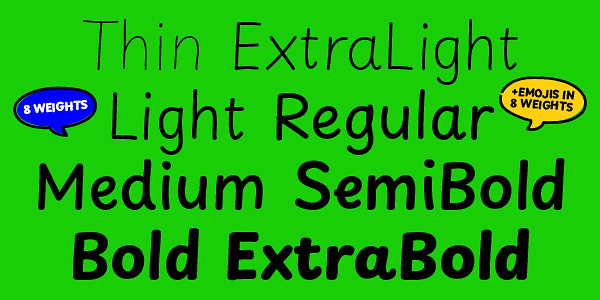 Thin ExtraLight
8 WEIGHTS
Light Regular
+EMOJIS IN
8 WEIGHTS
Medium SemiBold
Bold ExtraBold